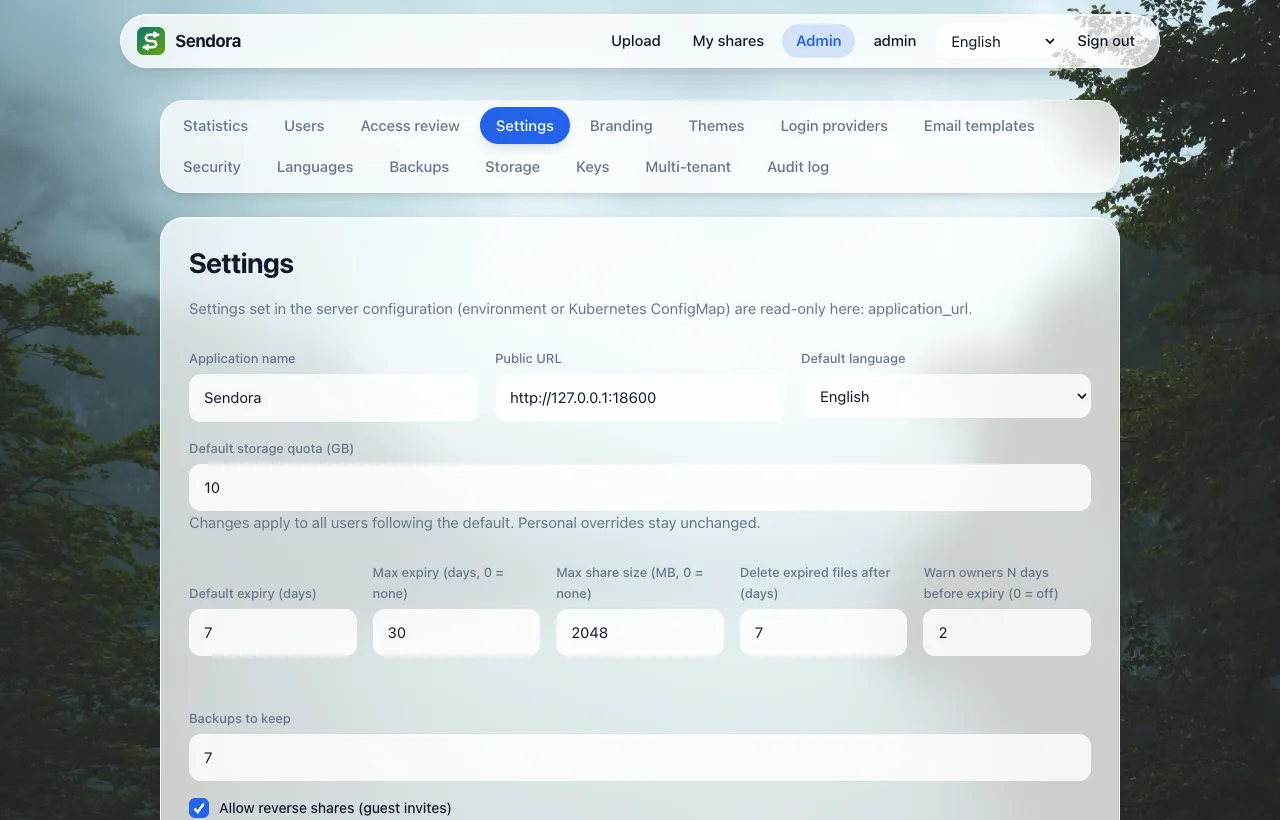 Sendora
Upload My shares Admin admin English Sign out
Statistics Users Access review Settings Branding Themes Login providers Email templates
Security Languages Backups Storage Keys Multi-tenant Audit log
Settings
Settings set in the server configuration (environment or Kubernetes ConfigMap) are read-only here: application_url.
Application name
Sendora
Public URL
http://127.0.0.1:18600
Default language
English
Default storage quota (GB)
10
Changes apply to all users following the default. Personal overrides stay unchanged.
Default expiry (days)
7
Max expiry (days, 0 =
none)
30
Max share size (MB, 0 =
none)
2048
Delete expired files after
(days)
7
Warn owners N days
before expiry (0 = off)
2
Backups to keep
7
Allow reverse shares (guest invites)